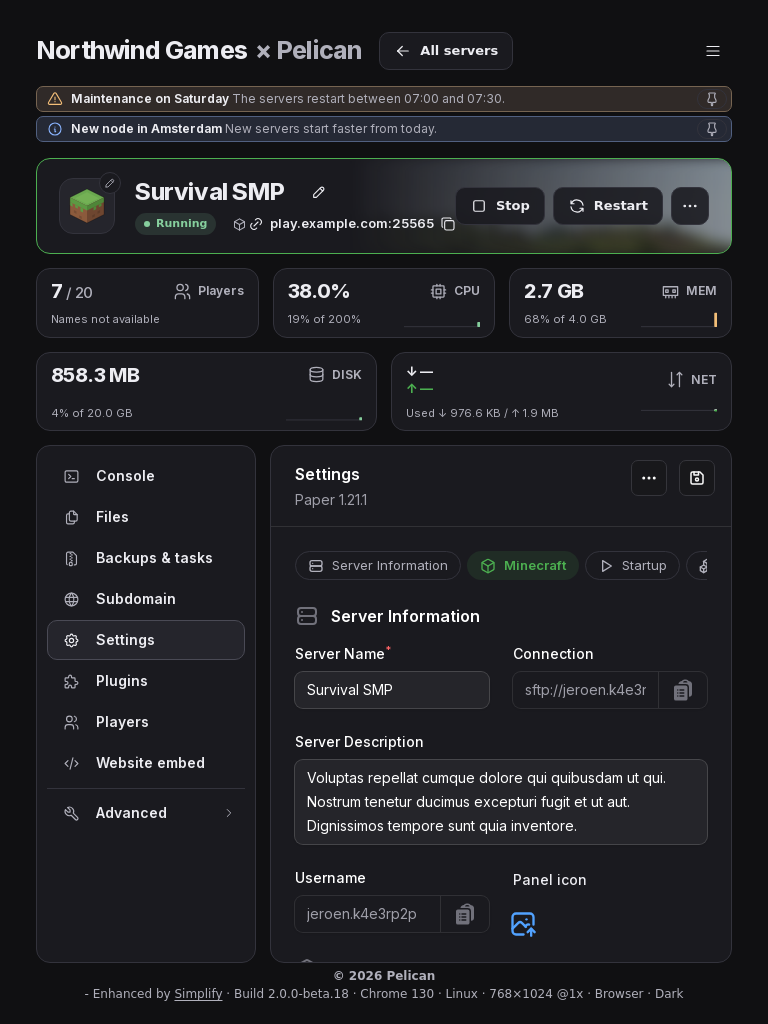 Northwind Games × Pelican
All servers
Maintenance on Saturday The servers restart between 07:00 and 07:30.
New node in Amsterdam New servers start faster from today.
Survival SMP
Running
play.example.com:25565
Stop
Restart
7 / 20
Players
Names not available
38.0%
CPU
19% of 200%
2.7 GB
MEM
68% of 4.0 GB
858.3 MB
DISK
4% of 20.0 GB
↓ —
↑ —
NET
Used ↓ 976.6 KB / ↑ 1.9 MB
Console
Files
Backups & tasks
Subdomain
Settings
Plugins
Players
Website embed
Advanced
Settings
Paper 1.21.1
Server Information
Minecraft
Startup
Server Information
Server Name*
Connection
Survival SMP
sftp://jeroen.k4e3r
Server Description
Voluptas repellat cumque dolore qui quibusdam ut qui.
Nostrum tenetur ducimus excepturi fugit et ut aut.
Dignissimos tempore sunt quia inventore.
Username
Panel icon
jeroen.k4e3rp2p
© 2026 Pelican
- Enhanced by Simplify · Build 2.0.0-beta.18 · Chrome 130 · Linux · 768×1024 @1x · Browser · Dark